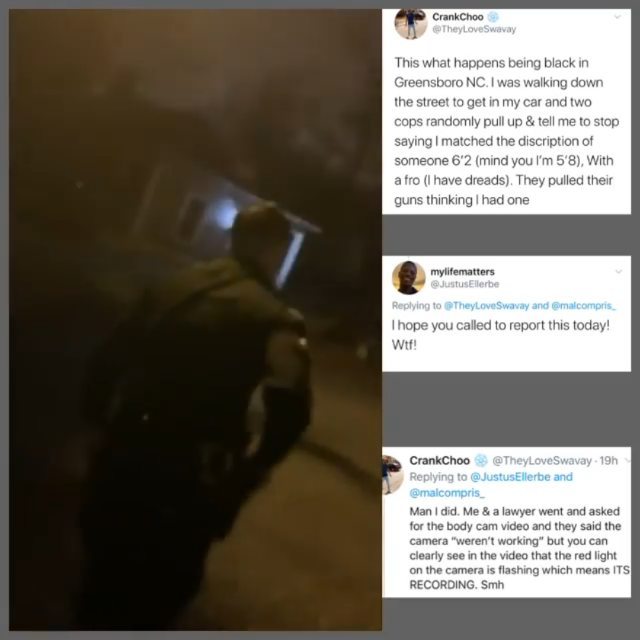 CrankChoo
@TheyLoveSwavay
This what happens being black in
Greensboro NC. I was walking down
the street to get in my car and two
cops randomly pull up & tell me to stop
saying I matched the discription of
someone 6'2 (mind you I'm 5'8), With
a fro (I have dreads). They pulled their
guns thinking I had one
mylifematters
@JustusEllerbe
Replying to @TheyLoveSwavay and @malcompris_
I hope you called to report this today!
Wtf!
CrankChoo @TheyLoveSwavay · 19h
Replying to @JustusEllerbe and
@malcompris_
Man I did. Me & a lawyer went and asked
for the body cam video and they said the
camera “weren't working” but you can
clearly see in the video that the red light
on the camera is flashing which means ITS
RECORDING. Smh